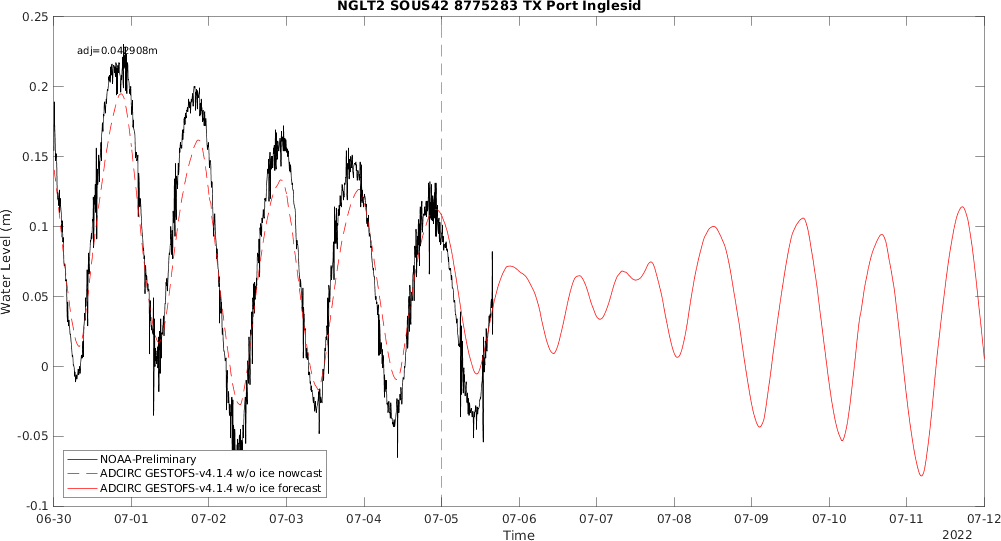 NGLT2 SOUS42 8775283 TX Port Inglesid
adj=0.042908m
0.25
0.2
0.15
0.1
0.05
0
-0.05
-0.1
Water Level (m)
NOAA-Preliminary
ADCIRC GESTOFS-v4.1.4 w/o ice nowcast
ADCIRC GESTOFS-v4.1.4 w/o ice forecast
06-30 07-01 07-02 07-03 07-04 07-05 07-06 07-07 07-08 07-09 07-10 07-11 07-12
Time
2022